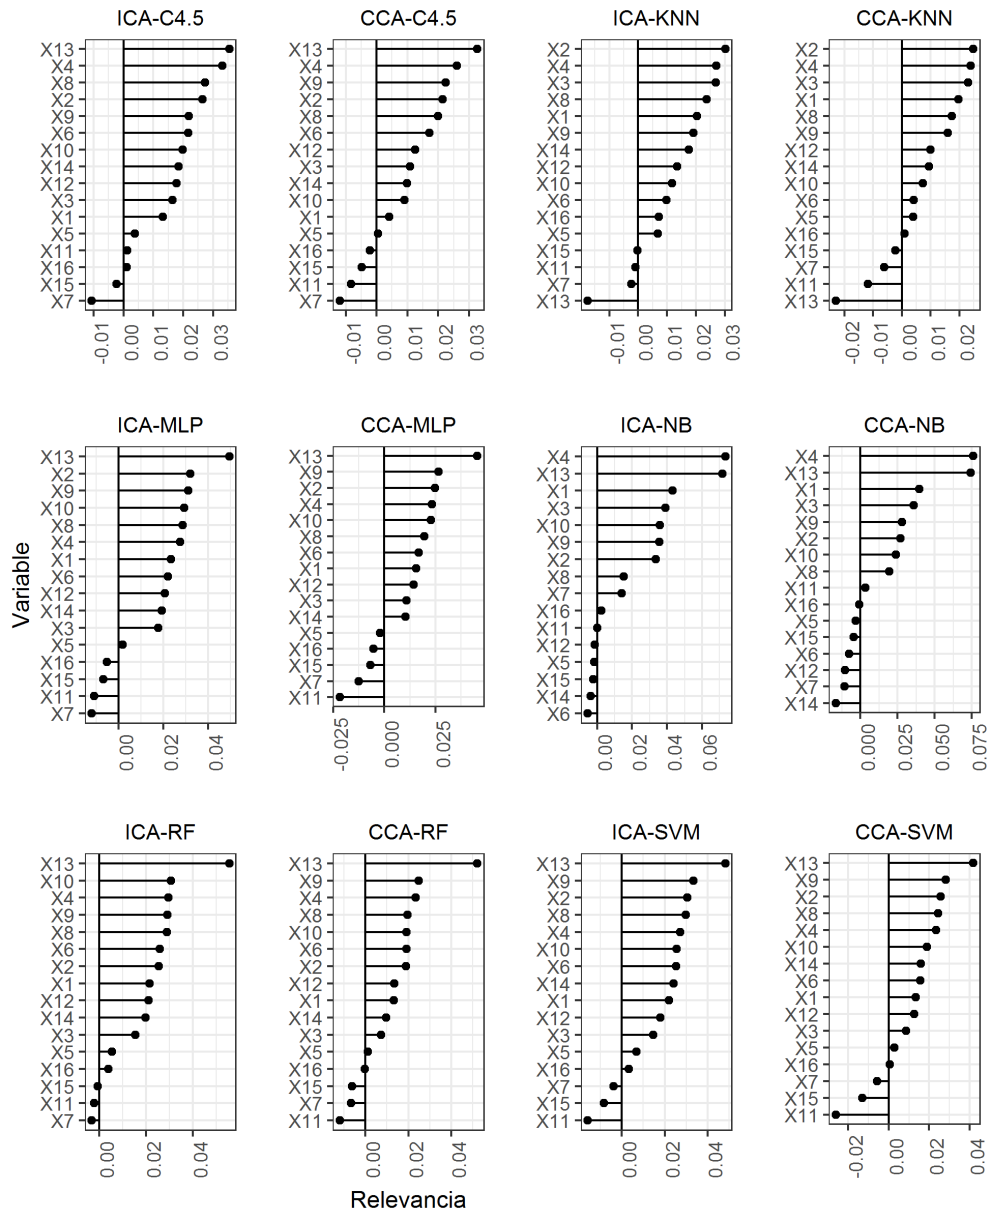 ICA-C4.5 CCA-C4.5 ICA-KNN CCA-KNN
X13 X13 X2 X2
X4 X4 X4 X4
X8 X9 X3 X3
X2 X2 X8 X1
X9 X8 X1 X8
X6 X6 X9 X9
X10 X12 X14 X12
X14 X3 X12 X14
X12 X14 X10 X10
X3 X10 X6 X6
X1 X1 X16 X5
X5 X5 X5 X16
X11 X16 X15 X15
X16 X15 X11 X7
X15 X11 X7 X11
X7 X7 X13 X13
-0.01 0.00 0.01 0.02 0.03 -0.01 0.00 0.01 0.02 0.03 -0.01 0.00 0.01 0.02 0.03 -0.02 -0.01 0.00 0.01 0.02
Variable
ICA-MLP CCA-MLP ICA-NB CCA-NB
X13 X13 X4 X4
X2 X9 X13 X13
X9 X2 X1 X1
X10 X4 X3 X3
X8 X10 X10 X9
X4 X8 X9 X2
X1 X6 X2 X10
X6 X1 X8 X8
X12 X12 X7 X11
X14 X3 X16 X16
X3 X14 X11 X5
X5 X5 X12 X15
X16 X16 X5 X6
X15 X15 X15 X12
X11 X7 X14 X7
X7 X11 X6 X14
0.00 0.02 0.04 -0.025 0.000 0.025 0.00 0.02 0.04 0.06 0.000 0.025 0.050 0.075
ICA-RF CCA-RF ICA-SVM CCA-SVM
X13 X13 X13 X13
X10 X9 X9 X9
X4 X4 X2 X2
X9 X8 X8 X8
X8 X10 X4 X4
X6 X6 X10 X10
X2 X2 X6 X14
X1 X12 X14 X6
X12 X1 X1 X1
X14 X14 X12 X12
X3 X3 X3 X3
X5 X5 X5 X5
X16 X16 X16 X16
X15 X15 X7 X7
X11 X7 X15 X15
X7 X11 X11 X11
0.00 0.02 0.04 0.00 0.02 0.04 0.00 0.02 0.04 -0.02 0.00 0.02 0.04
Relevancia